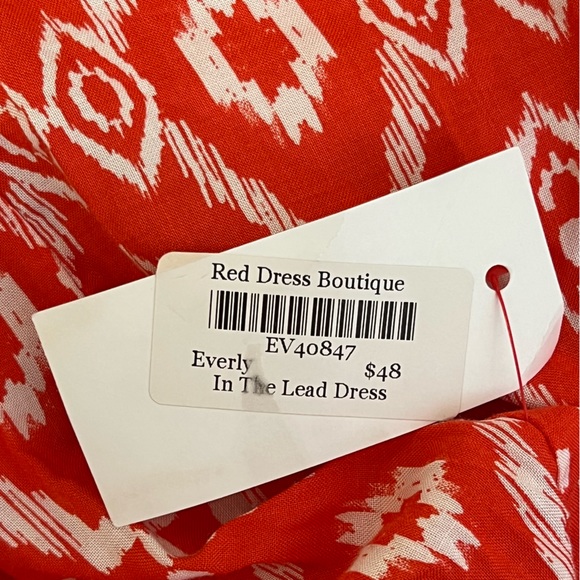 Red Dress Boutique
EV40847
Everly $48
In The Lead Dress